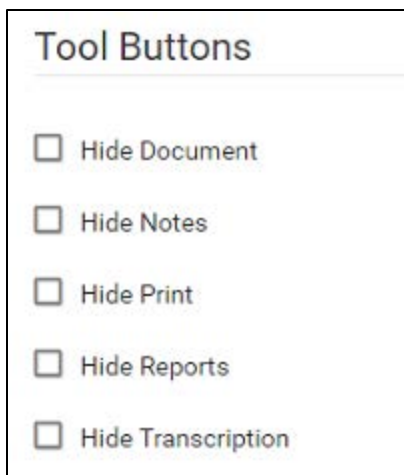 Tool Buttons
Hide Document
Hide Notes
Hide Print
Hide Reports
Hide Transcription